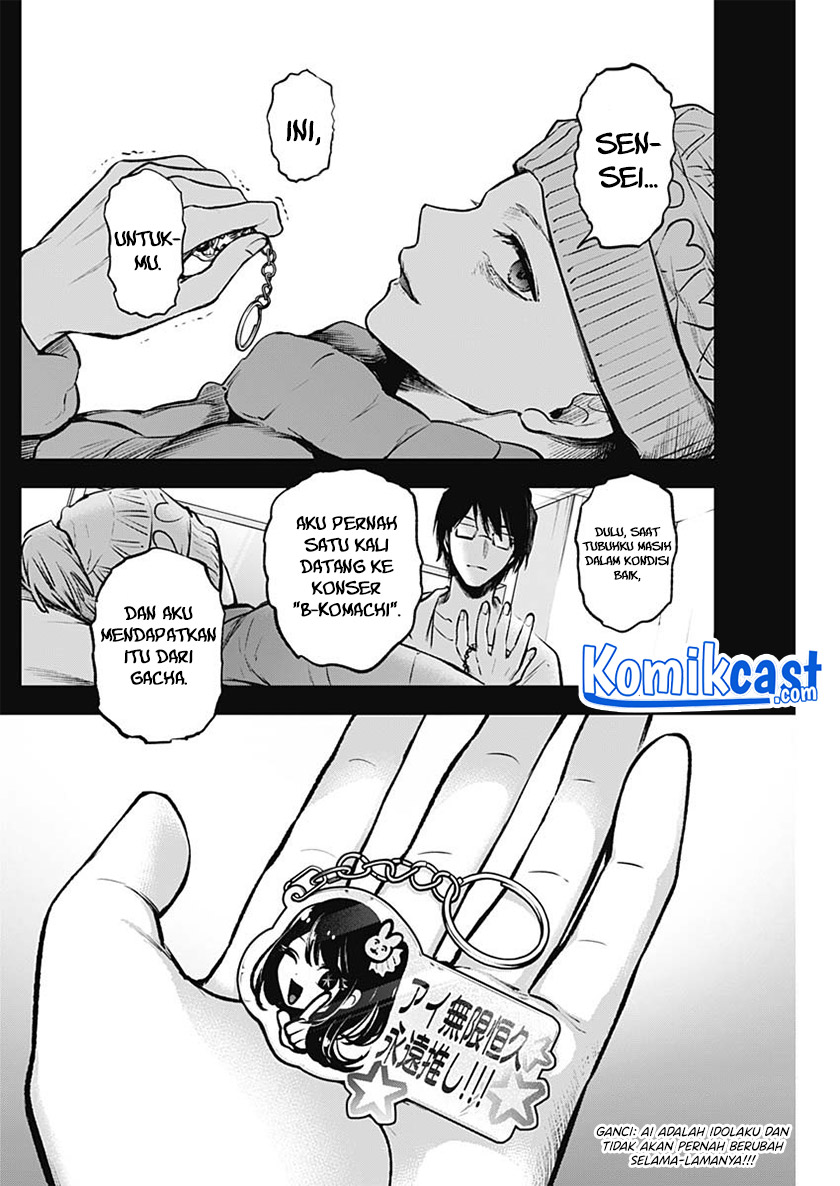 SEN-
SEI...
INI,
UNTUK-
MU.
DULU, SAAT
TUBUHKU MASIH
DALAM KONDISI
BAIK,
AKU PERNAH
SATU KALI
DATANG KE
KONSER
"B-KOMACHI".
DAN AKU
MENDAPATKAN
ITU DARI
GACHA.
Komikcast
.com
アイ無限恒久
永遠推し!!!
GANCI: AI ADALAH IDOLAKU DAN
TIDAK AKAN PERNAH BERUBAH
SELAMA-LAMANYA!!!